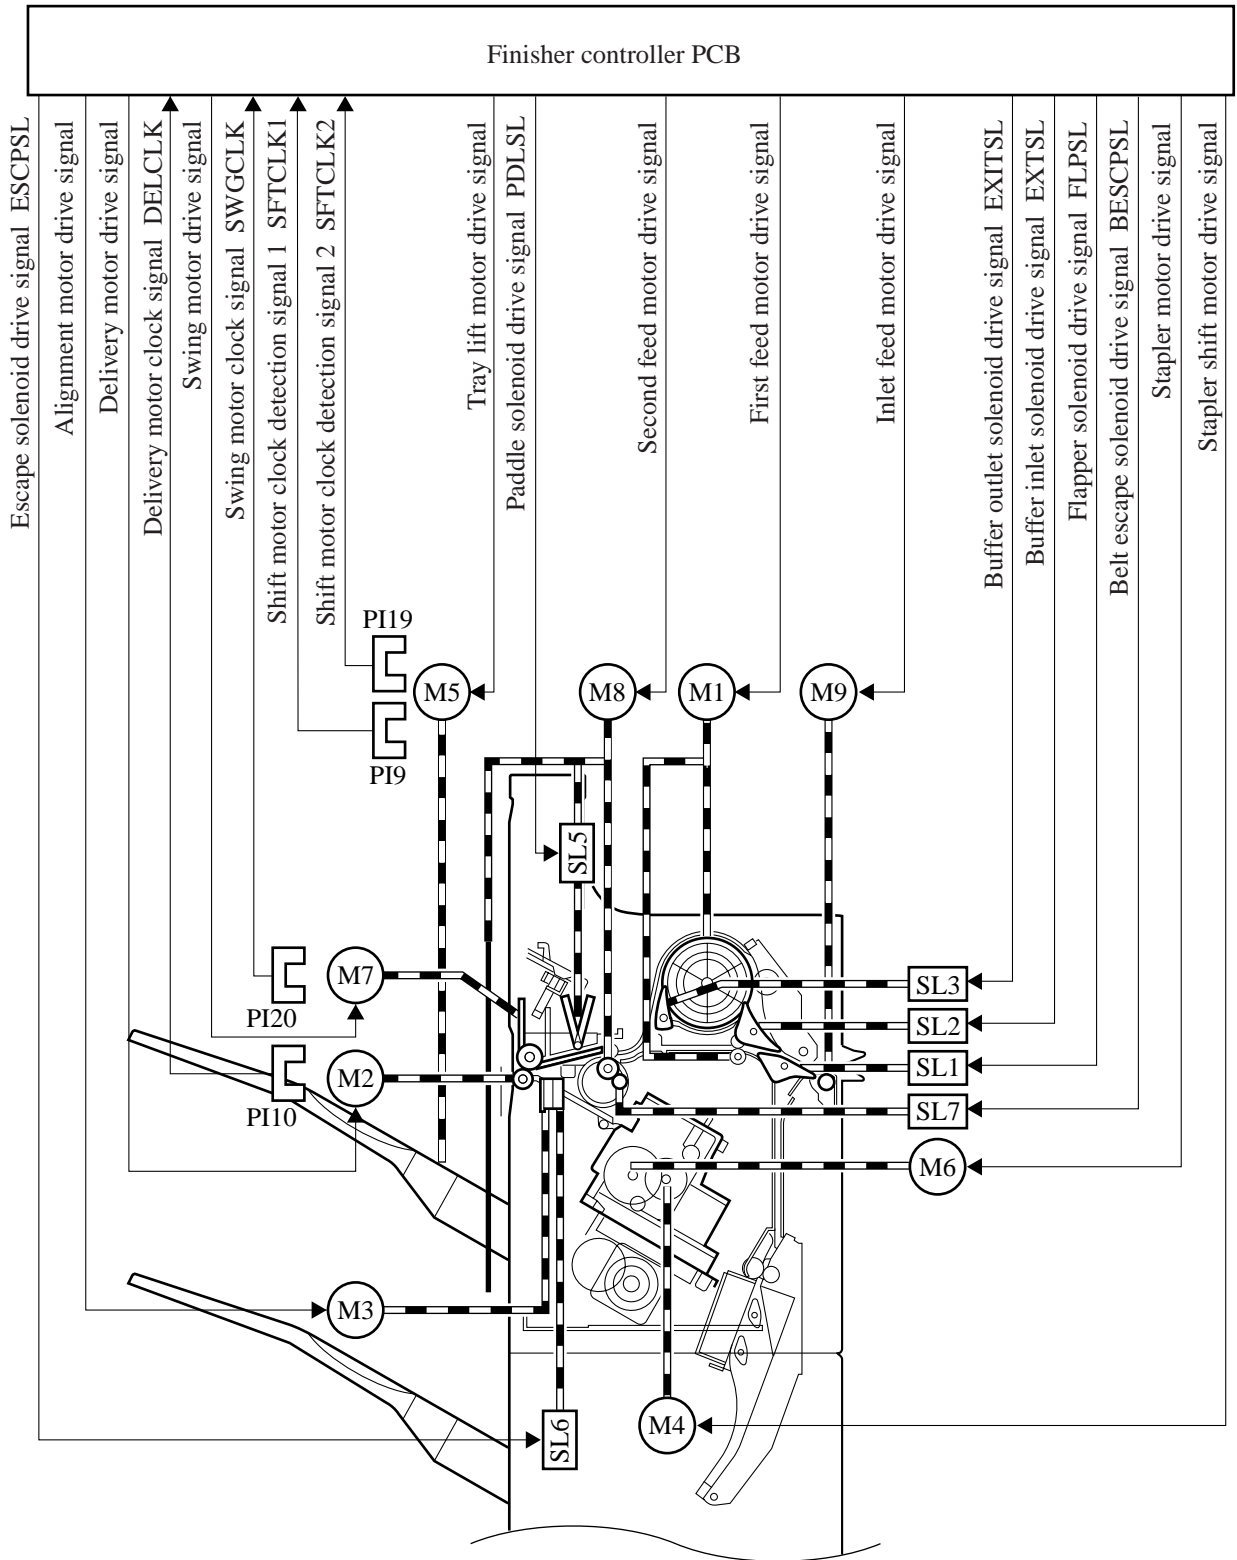 Finisher controller PCB
Escape solenoid drive signal ESCPSL
Alignment motor drive signal
Delivery motor drive signal
Delivery motor clock signal DELCLK
Swing motor drive signal
Swing motor clock signal SWGCLK
Shift motor clock detection signal 1 SFTCLK1
Shift motor clock detection signal 2 SFTCLK2
Tray lift motor drive signal
Paddle solenoid drive signal PDLSL
Second feed motor drive signal
First feed motor drive signal
Inlet feed motor drive signal
Buffer outlet solenoid drive signal EXITSL
Buffer inlet solenoid drive signal EXTSL
Flapper solenoid drive signal FLPSL
Belt escape solenoid drive signal BESCPSL
Stapler motor drive signal
Stapler shift motor drive signal
PI19
M5
M8
M1
M9
PI9
SL5
M7
SL3
PI20
SL2
SL1
M2
PI10
SL7
M6
M3
M4
SL6